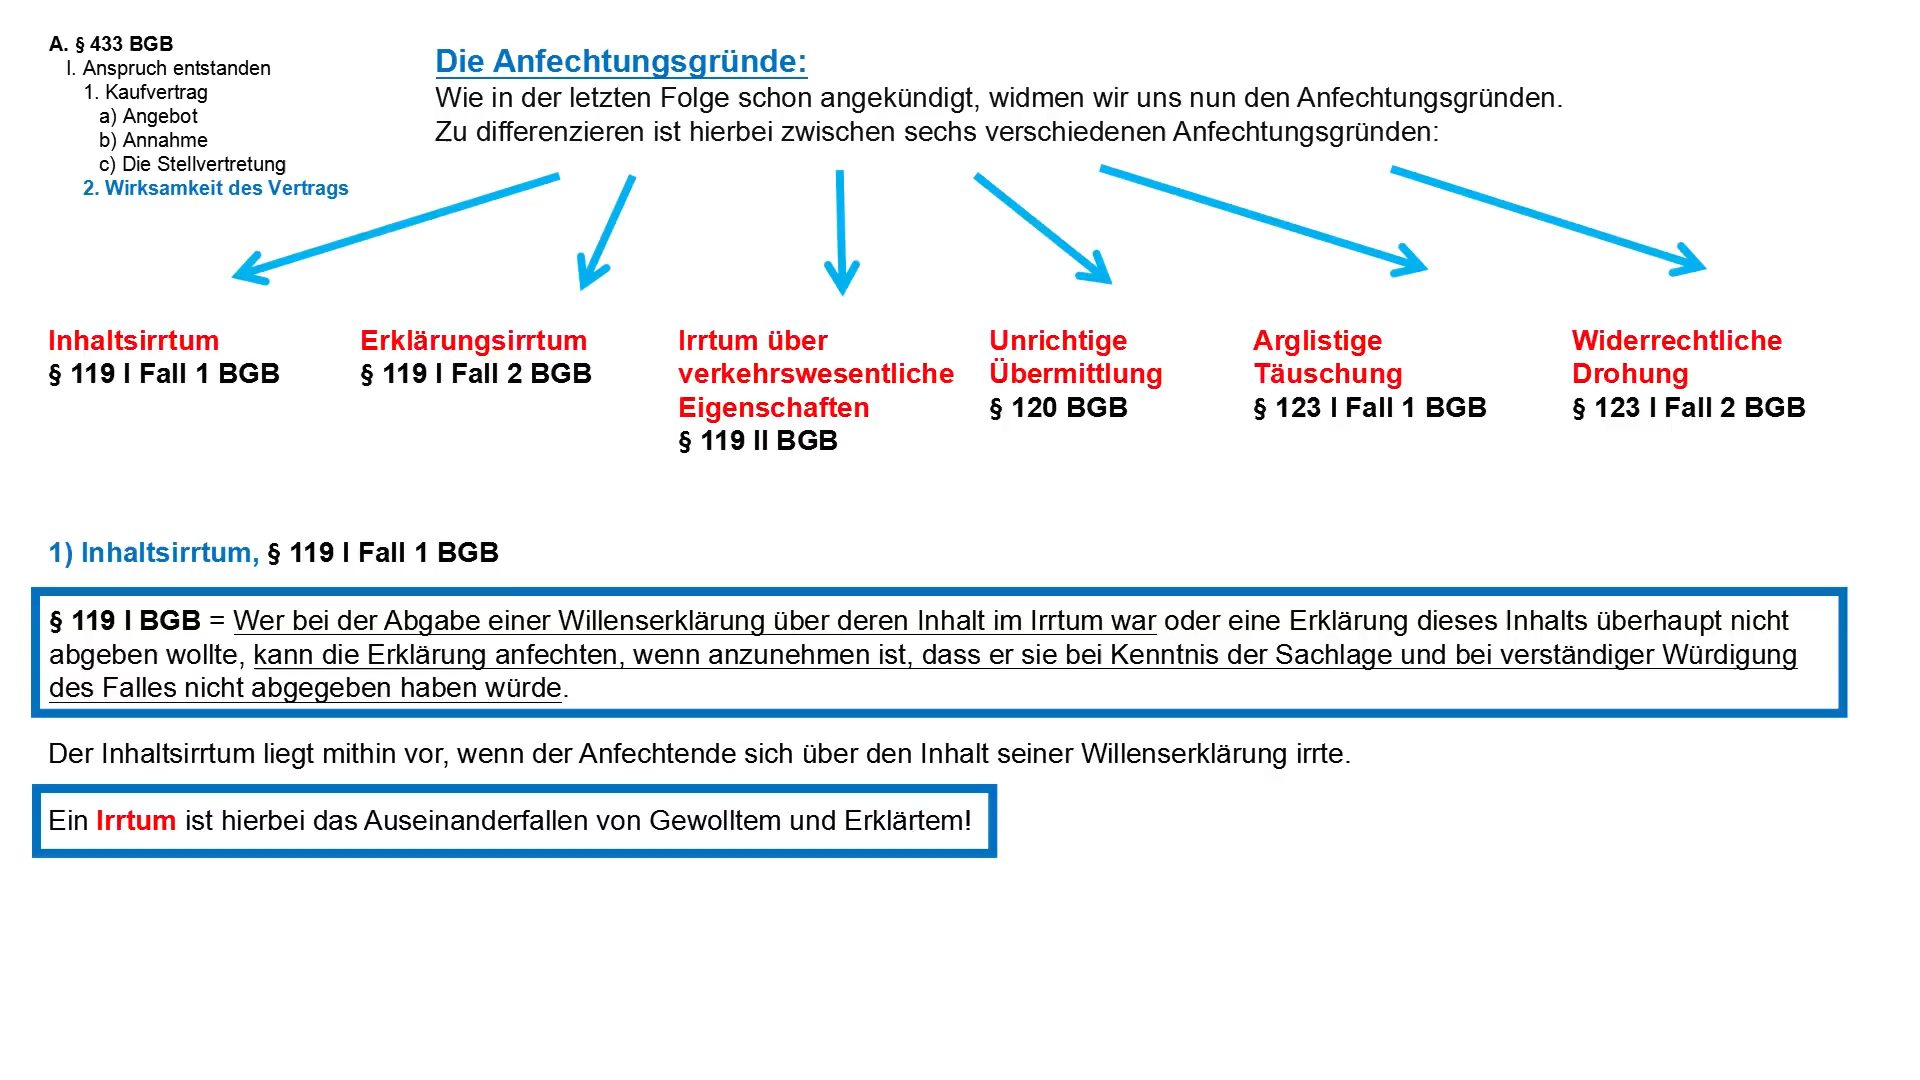 A. § 433 BGB
I. Anspruch entstanden
1. Kaufvertrag
a) Angebot
b) Annahme
c) Die Stellvertretung
2. Wirksamkeit des Vertrags
Die Anfechtungsgründe:
Wie in der letzten Folge schon angekündigt, widmen wir uns nun den Anfechtungsgründen.
Zu differenzieren ist hierbei zwischen sechs verschiedenen Anfechtungsgründen:
Inhaltsirrtum
§ 119 I Fall 1 BGB
Erklärungsirrtum
§ 119 I Fall 2 BGB
Irrtum über
verkehrswesentliche
Eigenschaften
§ 119 II BGB
Unrichtige
Übermittlung
§ 120 BGB
Arglistige
Täuschung
§ 123 I Fall 1 BGB
Widerrechtliche
Drohung
§ 123 I Fall 2 BGB
1) Inhaltsirrtum, § 119 I Fall 1 BGB
§ 119 I BGB = Wer bei der Abgabe einer Willenserklärung über deren Inhalt im Irrtum war oder eine Erklärung dieses Inhalts überhaupt nicht
abgeben wollte, kann die Erklärung anfechten, wenn anzunehmen ist, dass er sie bei Kenntnis der Sachlage und bei verständiger Würdigung
des Falles nicht abgegeben haben würde.
Der Inhaltsirrtum liegt mithin vor, wenn der Anfechtende sich über den Inhalt seiner Willenserklärung irrte.
Ein Irrtum ist hierbei das Auseinanderfallen von Gewolltem und Erklärtem!